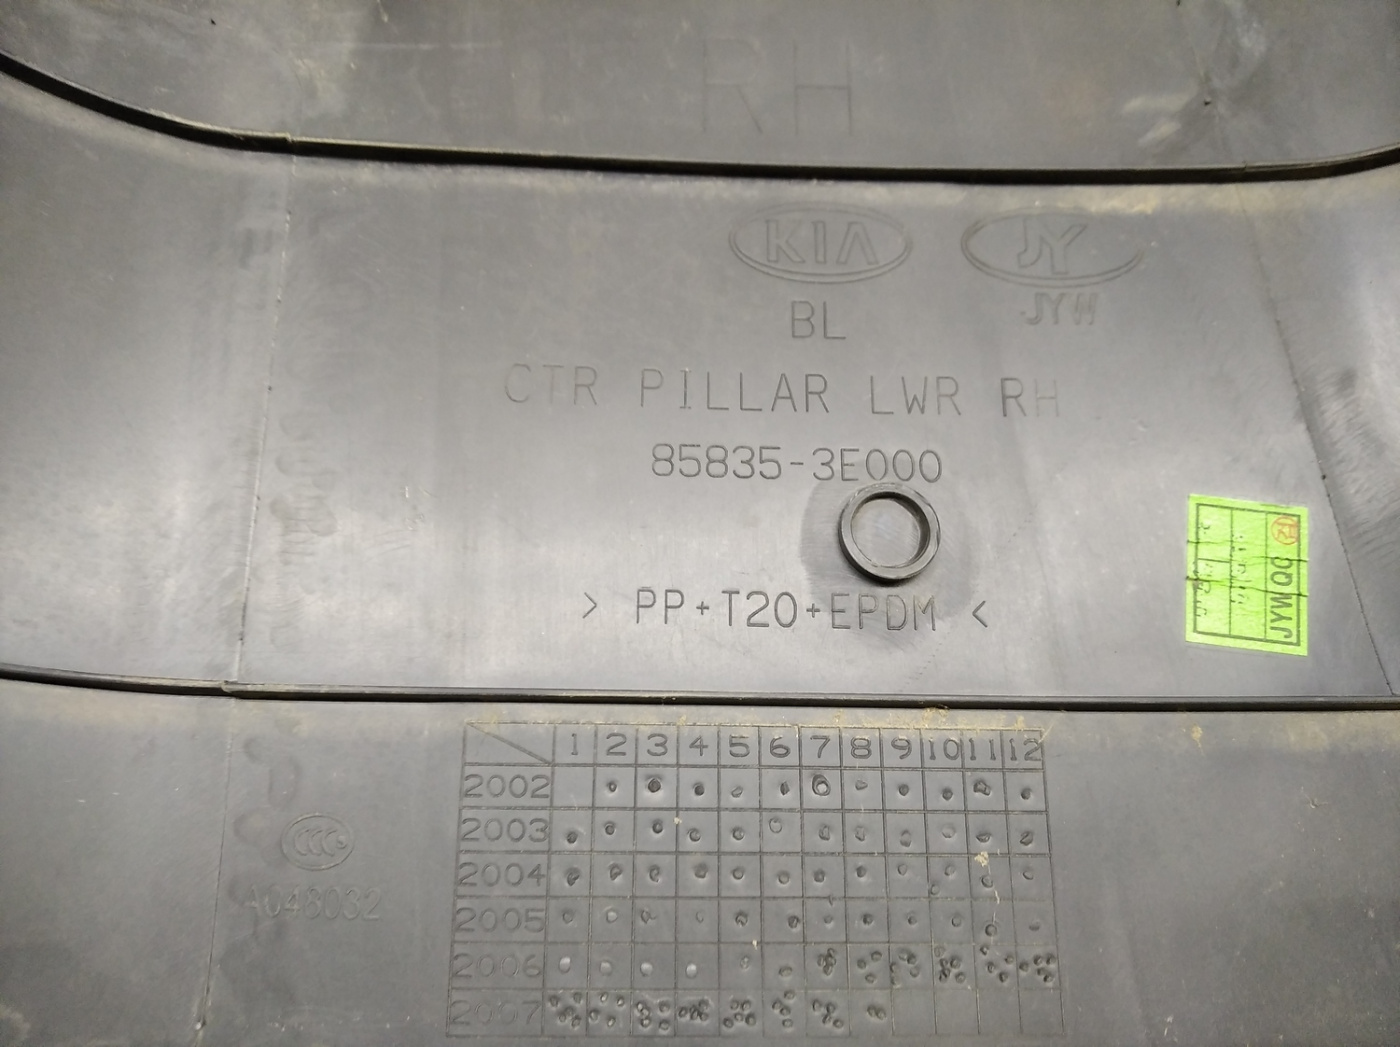 RH
KIA JY
BL JYW
CTR PILLAR LWR RH
85835-3E000
> PP+T20+EPDM <
JYW QC
1 2 3 4 5 6 7 8 9 10 11 12
2002
2003
2004
2005
2006
2007
CCC S
A048032